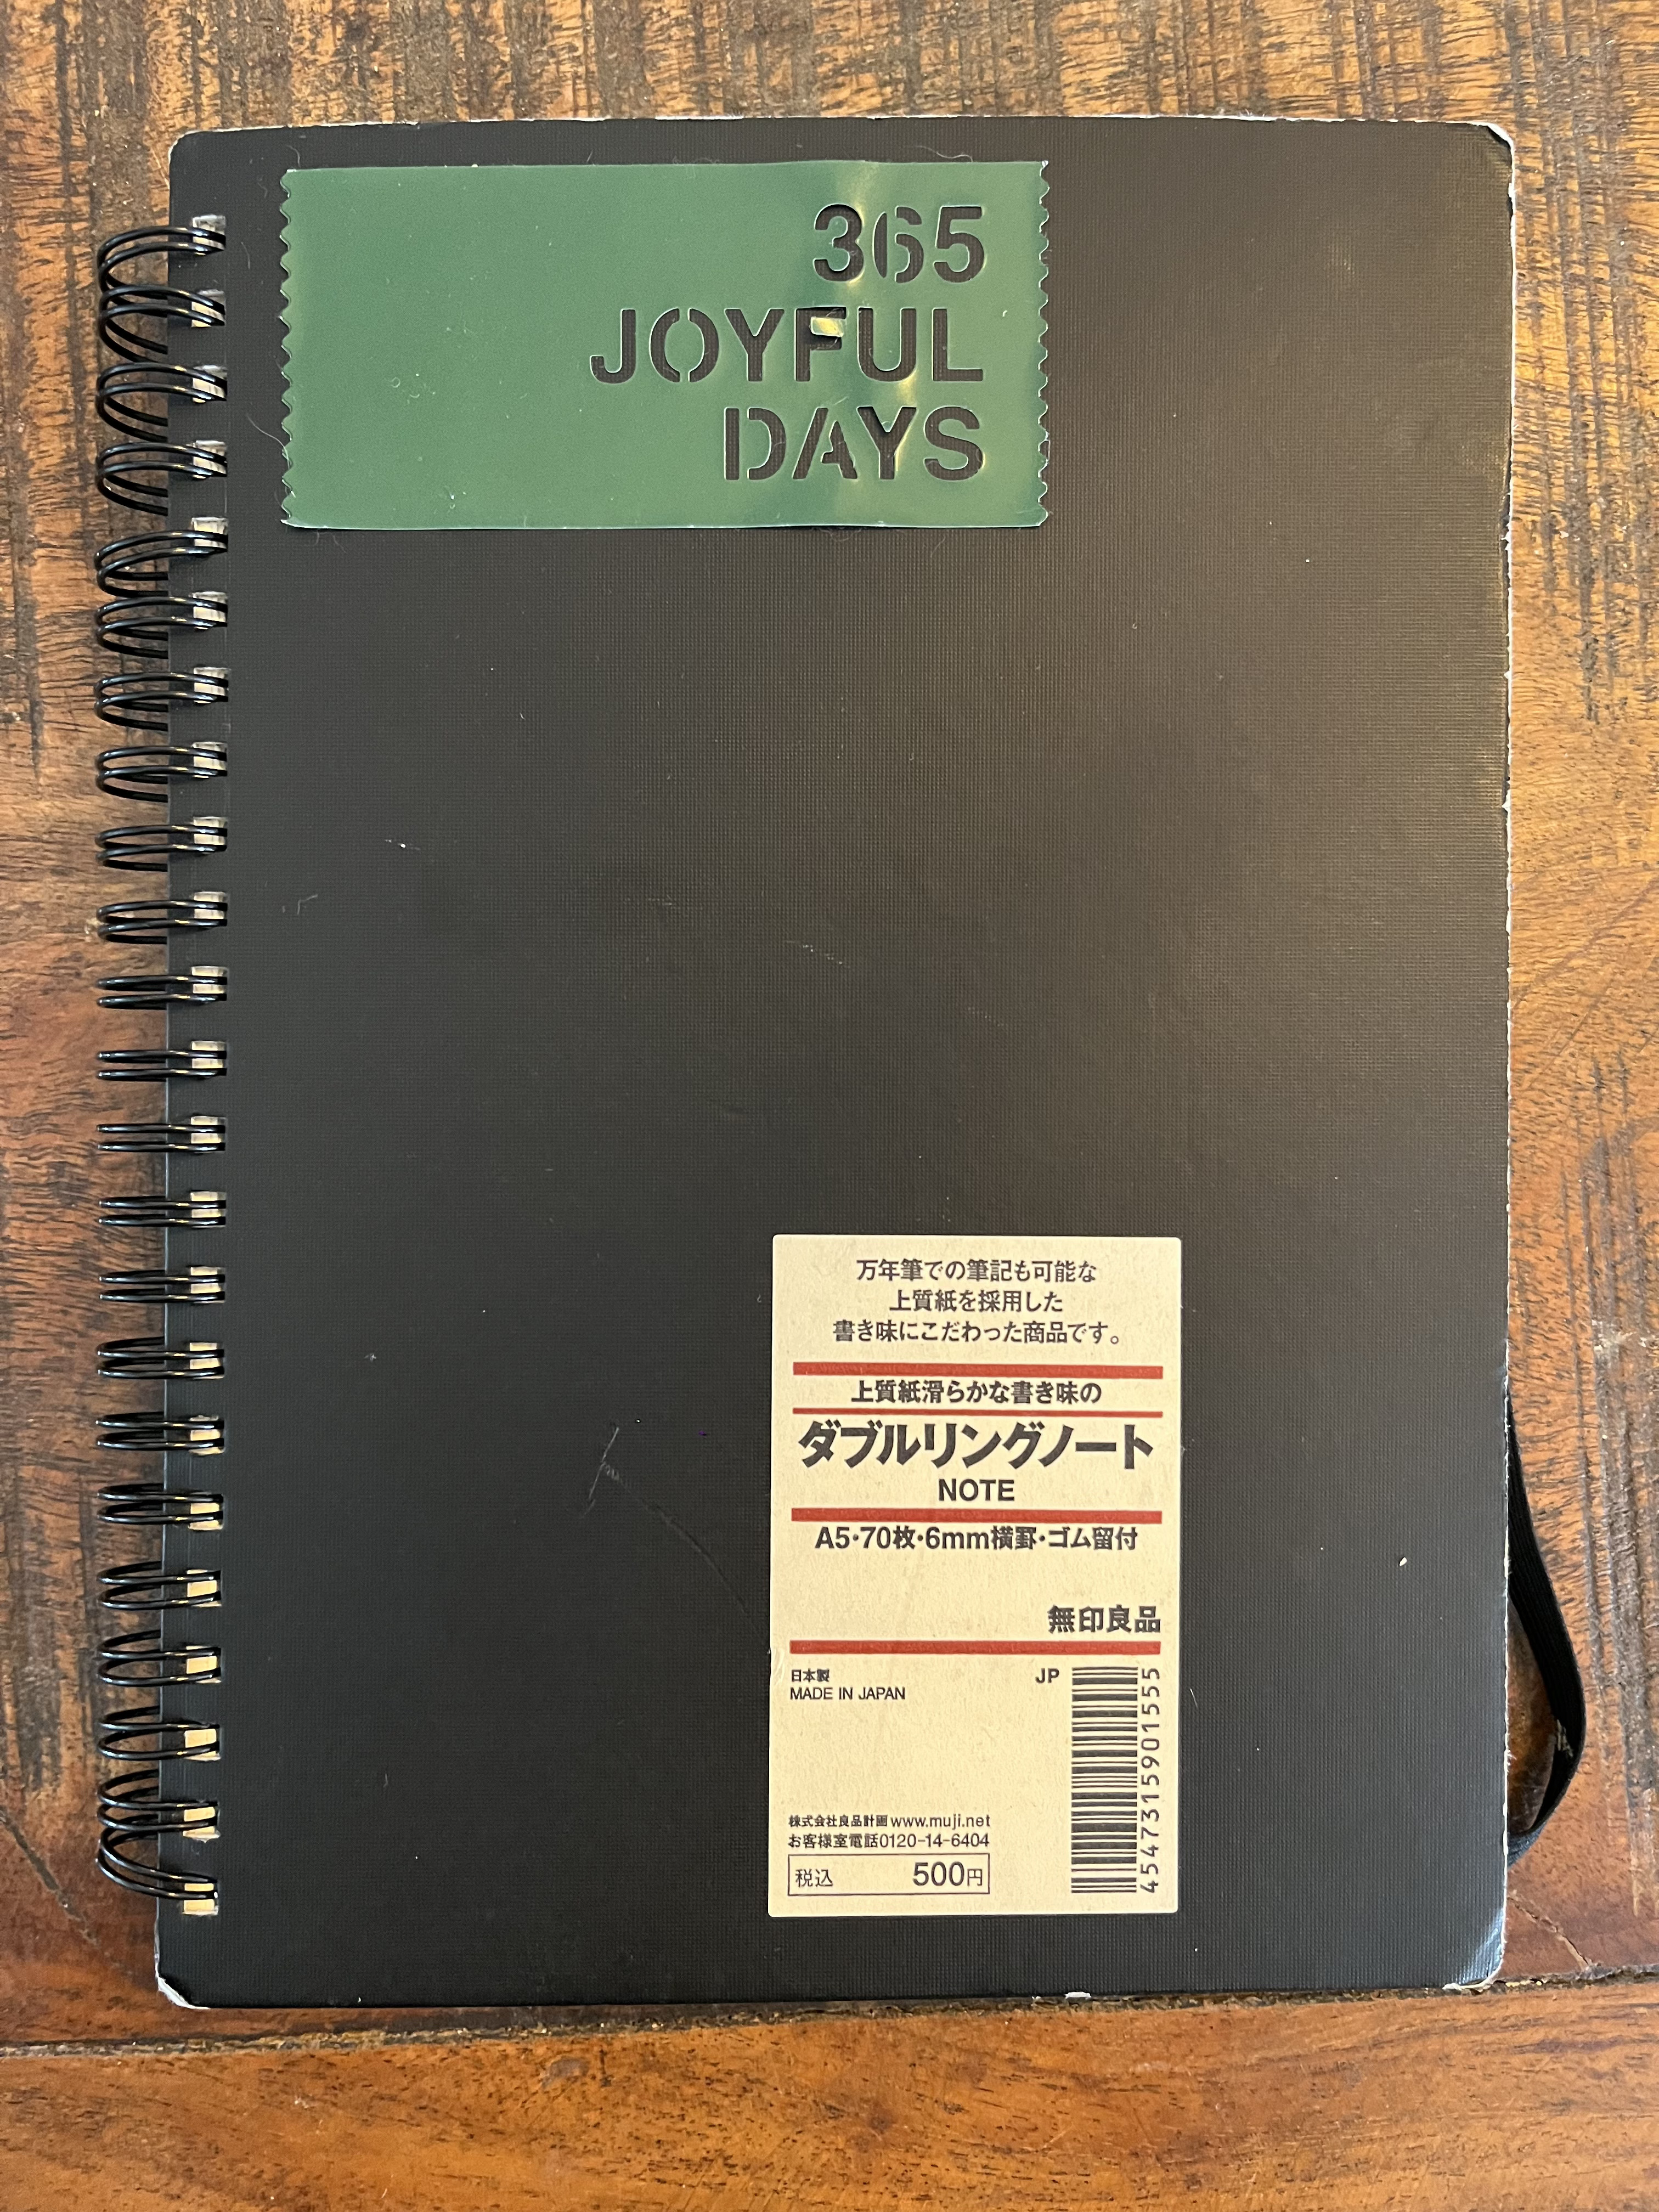 365
JOYFUL
DAYS
万年筆での筆記も可能な
上質紙を採用した
書き味にこだわった商品です。
上質紙滑らかな書き味の
ダブルリングノート
NOTE
A5・70枚・6mm横罫・ゴム留付
無印良品
日本製
MADE IN JAPAN
JP
4547315901555
株式会社良品計画 www.muji.net
お客様室電話0120-14-6404
税込 500円